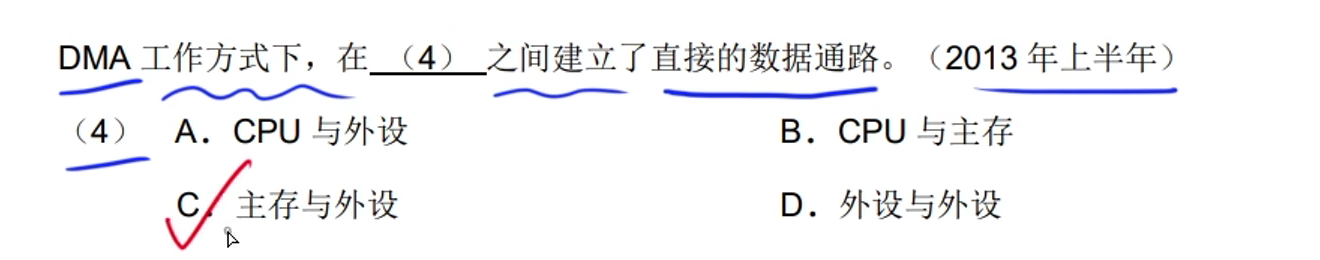 DMA 工作方式下，在 （4） 之间建立了直接的数据通路。（2013 年上半年）
（4） A．CPU 与外设 B．CPU 与主存
C．主存与外设 D．外设与外设